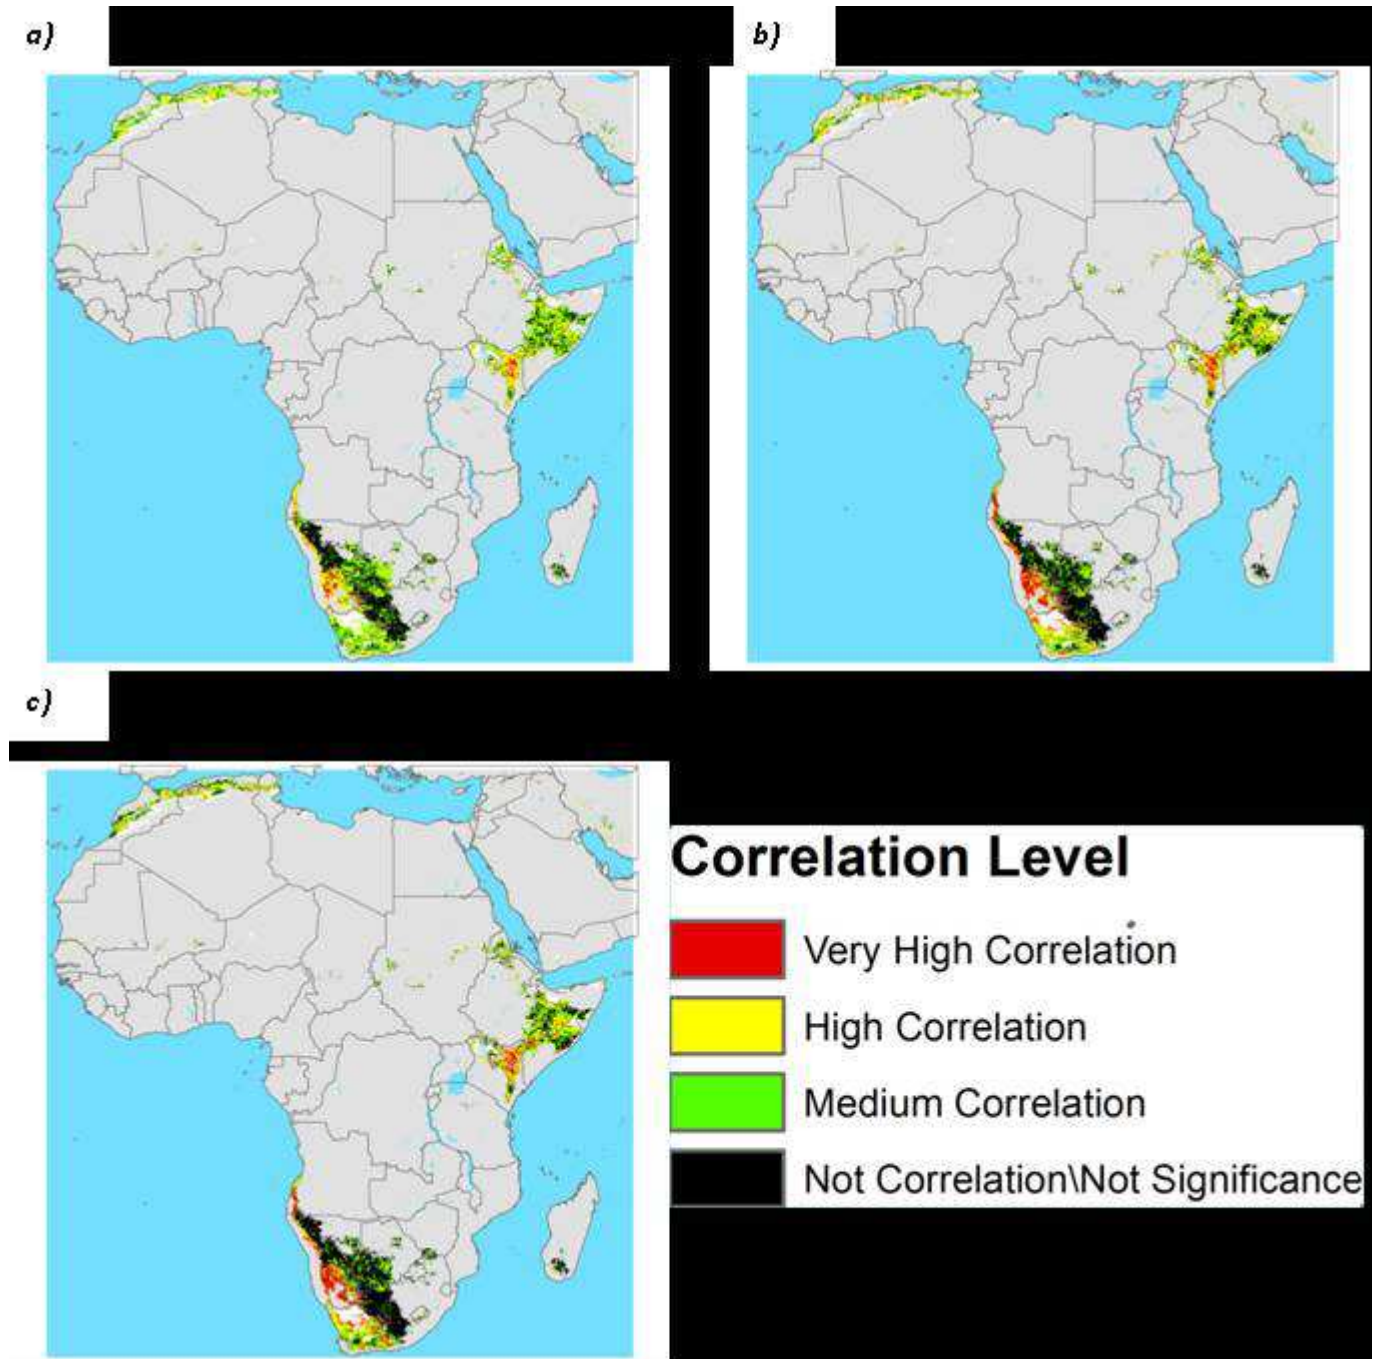 a)
b)
c)
Correlation Level
Very High Correlation
High Correlation
Medium Correlation
Not Correlation\Not Significance